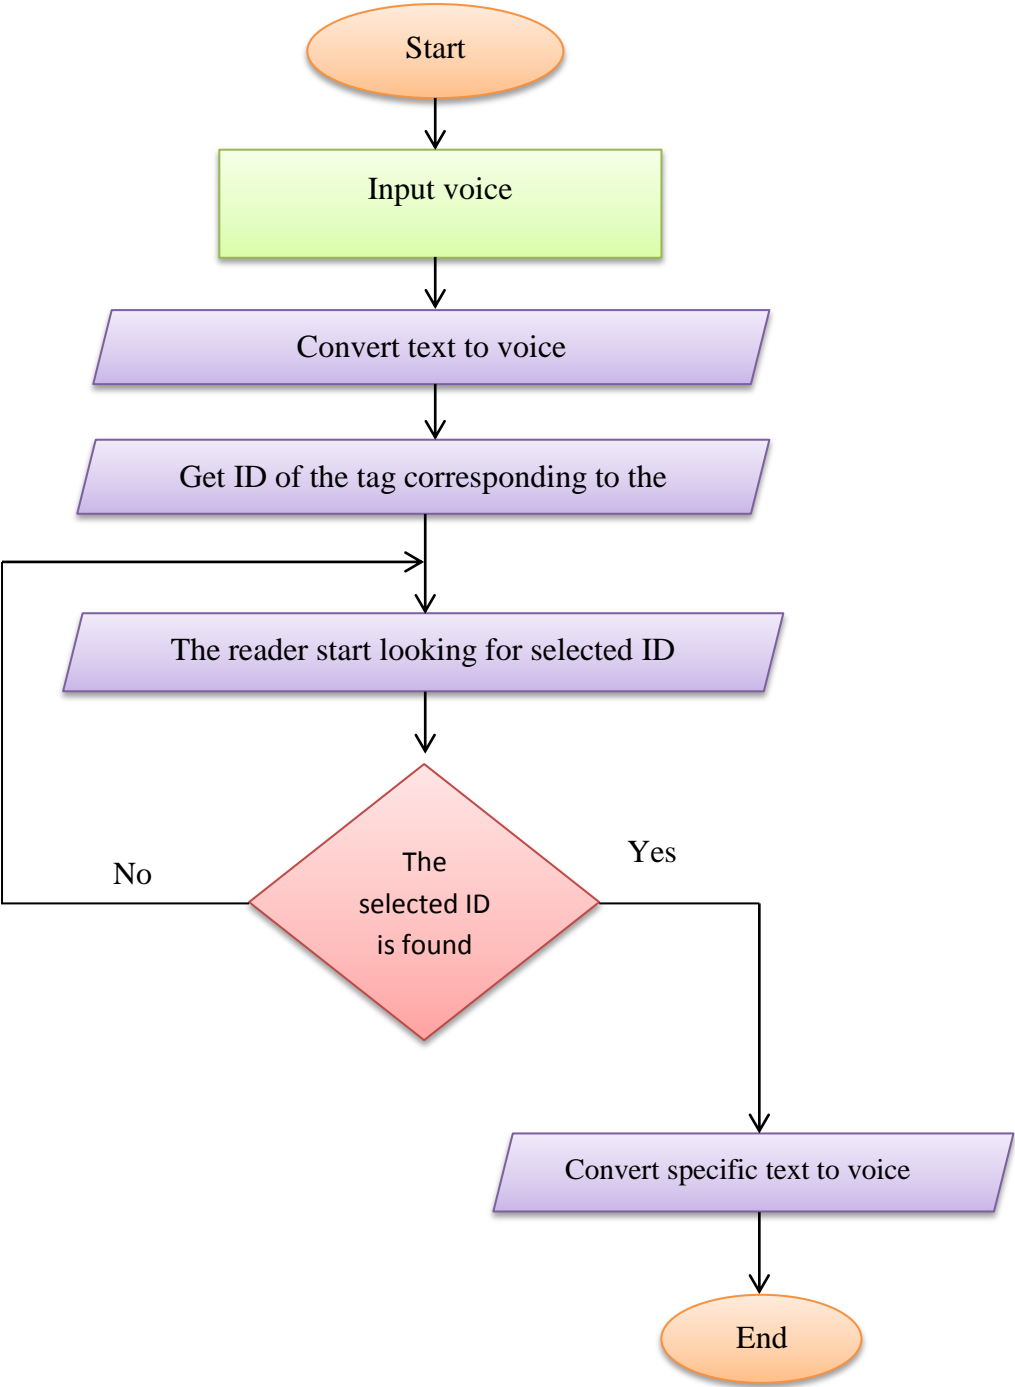 Start
Input voice
Convert text to voice
Get ID of the tag corresponding to the
The reader start looking for selected ID
The
selected ID
is found
No
Yes
Convert specific text to voice
End